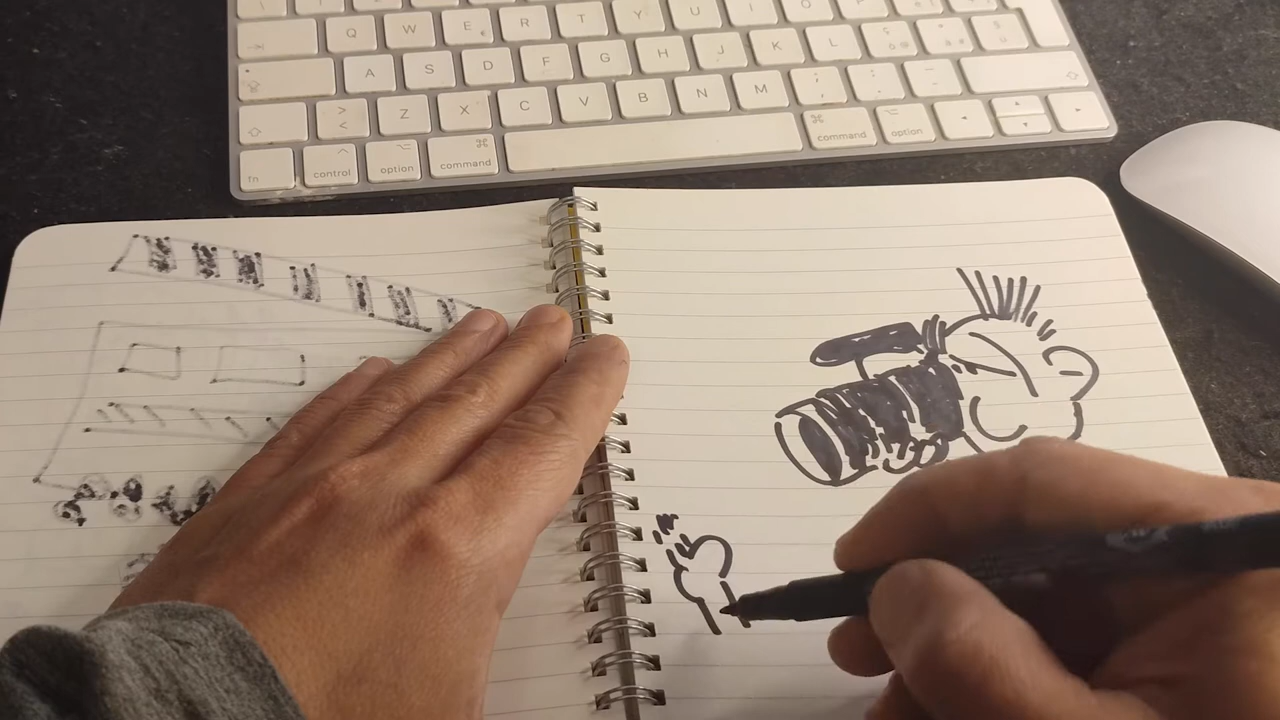 Q W E € R T Y U I O P
A S D F G H J K L
> < Z X C V B N M ; , : . _ -
fn control option command command option